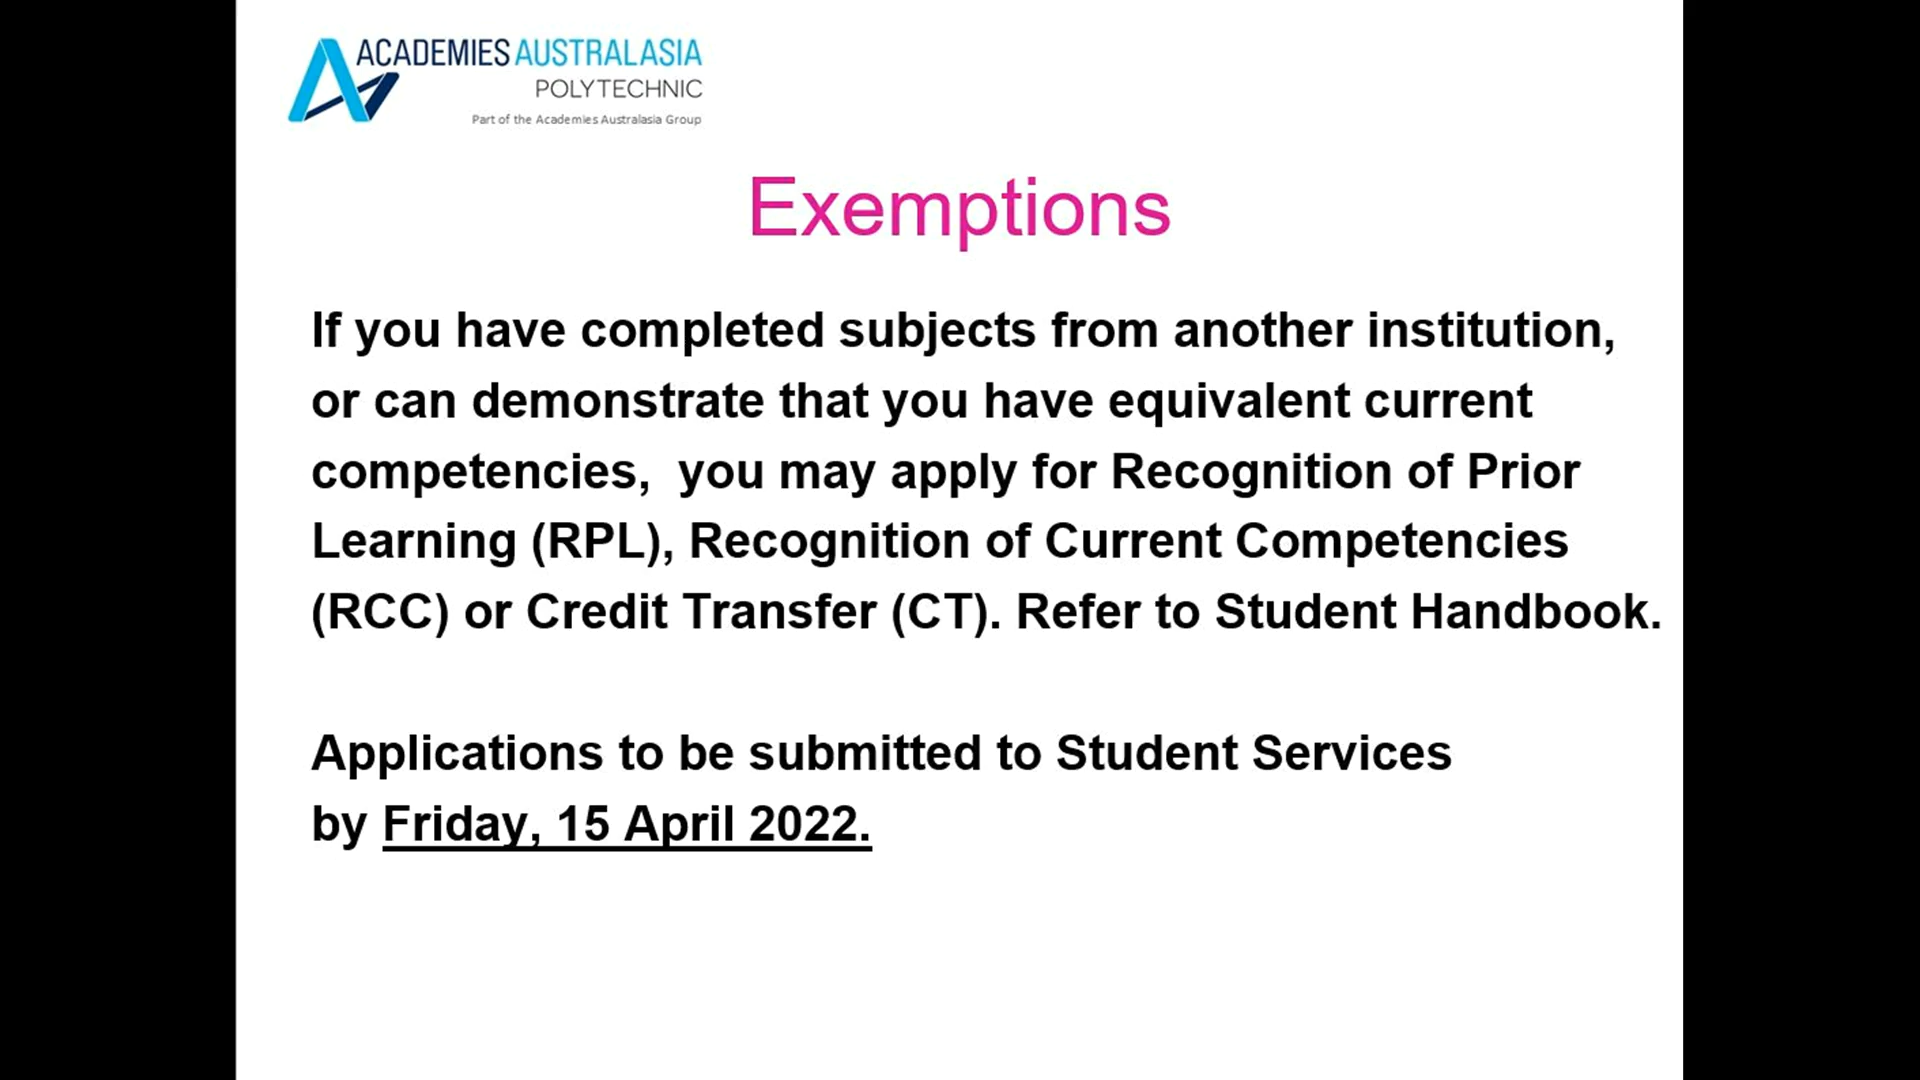 ACADEMIES AUSTRALASIA
POLYTECHNIC
Part of the Academies Australasia Group
Exemptions
If you have completed subjects from another institution,
or can demonstrate that you have equivalent current
competencies,  you may apply for Recognition of Prior
Learning (RPL), Recognition of Current Competencies
(RCC) or Credit Transfer (CT). Refer to Student Handbook.
Applications to be submitted to Student Services
by Friday, 15 April 2022.